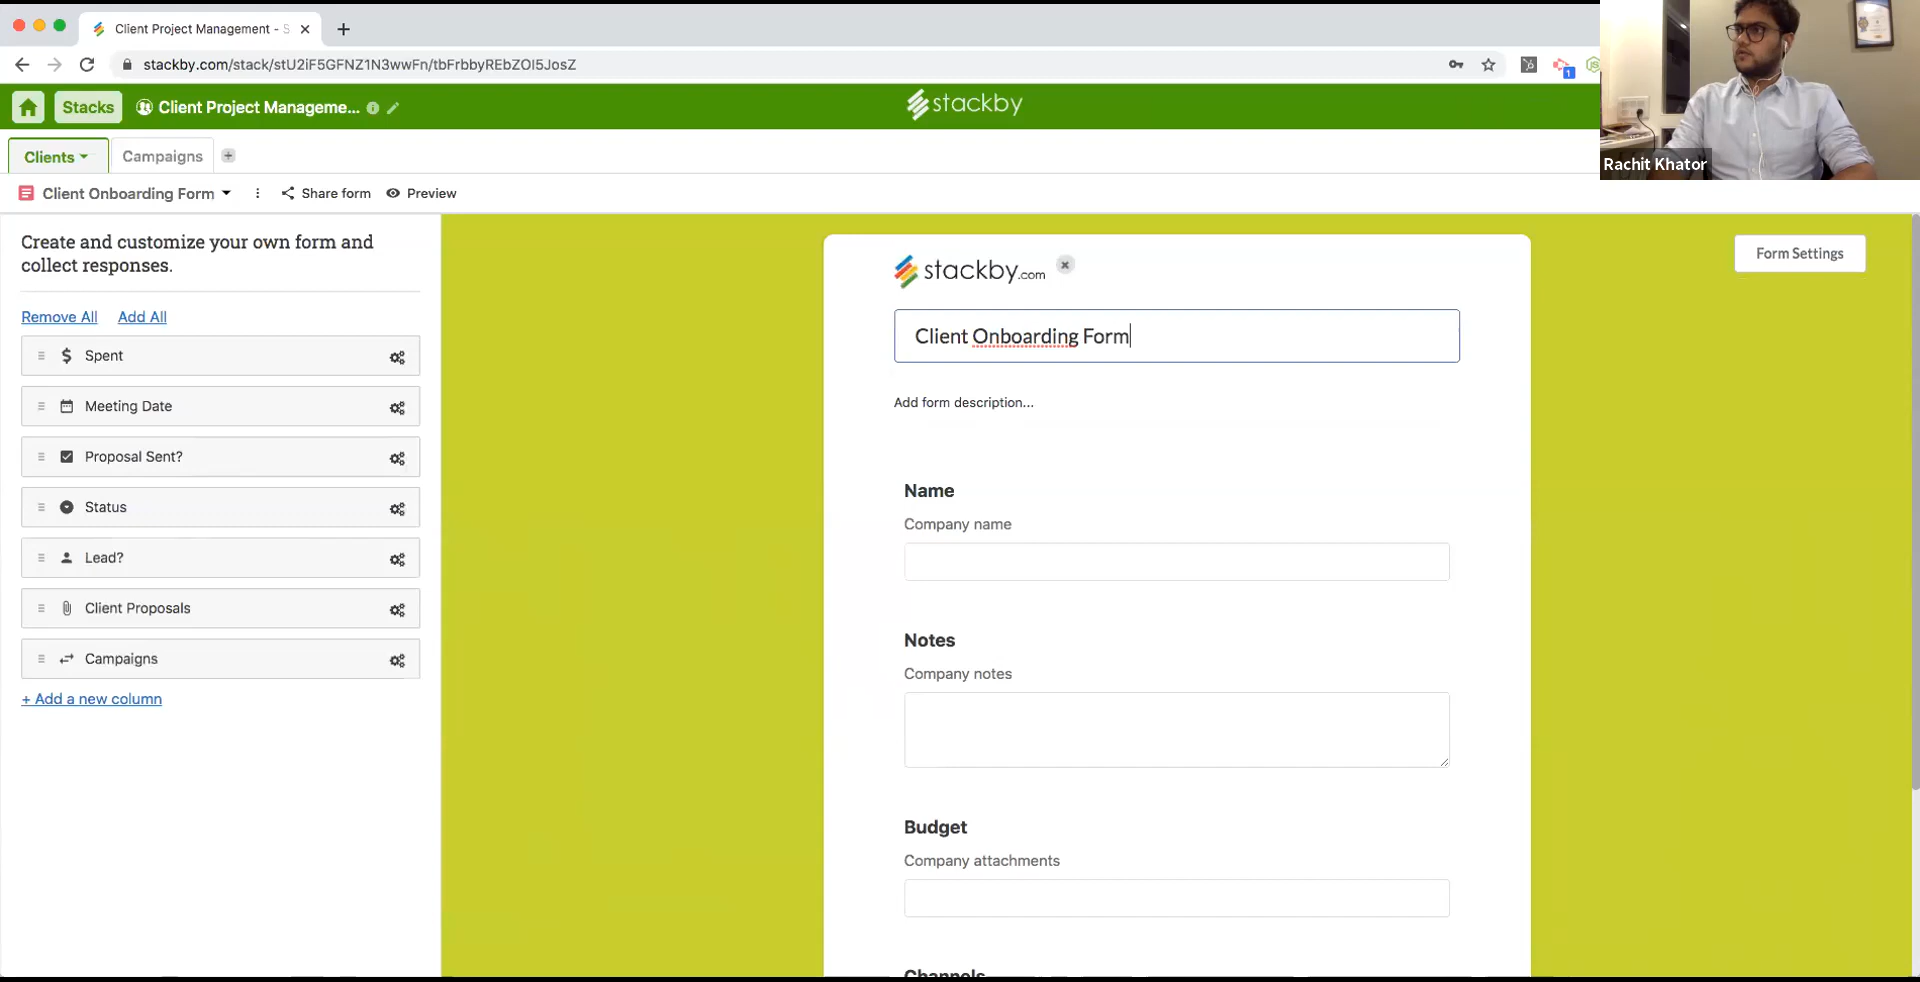 Client Project Management - S
stackby.com/stack/stU2iF5GFNZ1N3wwFn/tbFrbbyREbZOI5JosZ
1
JS
Stacks
Client Project Manageme...
stackby
Rachit Khator
Clients
Campaigns
Client Onboarding Form
Share form
Preview
Create and customize your own form and
collect responses.
Remove All
Add All
Spent
Meeting Date
Proposal Sent?
Status
Lead?
Client Proposals
Campaigns
+ Add a new column
stackby.com
Form Settings
Client Onboarding Form
Add form description...
Name
Company name
Notes
Company notes
Budget
Company attachments
Channels